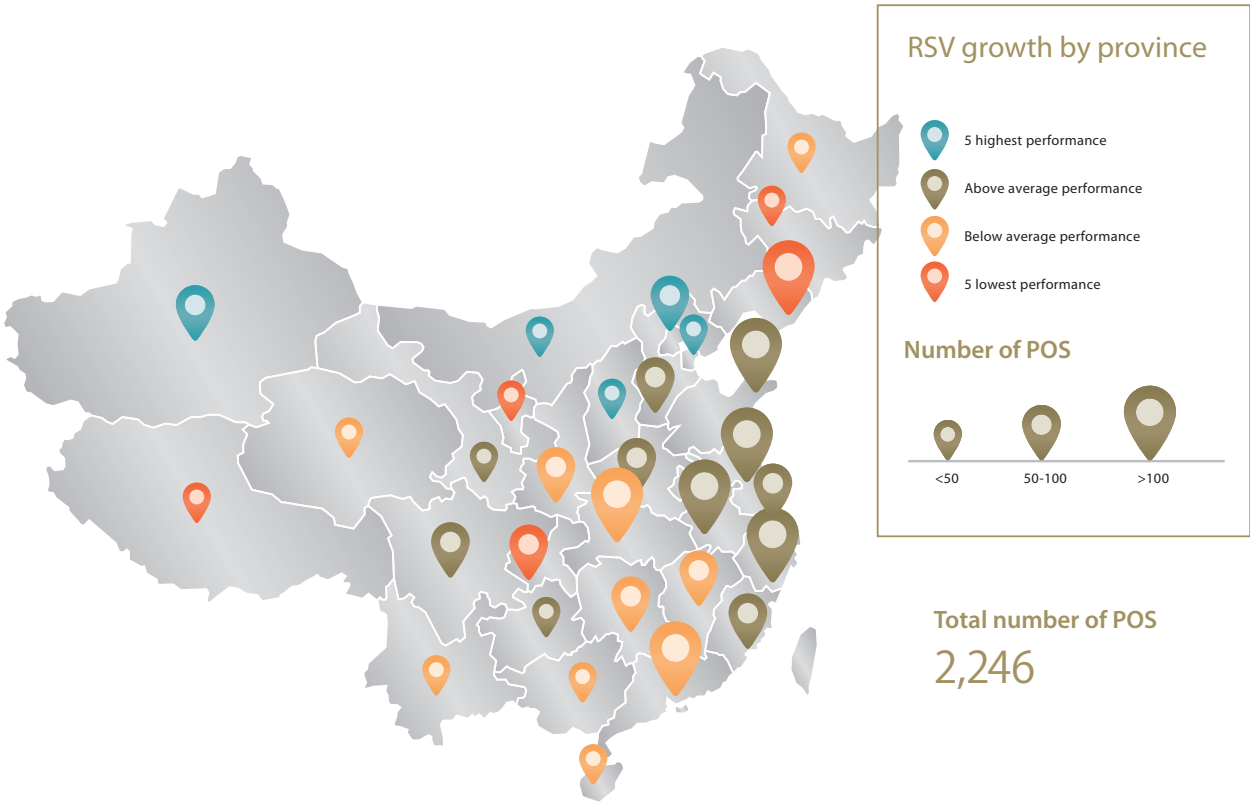 RSV growth by province
5 highest performance
Above average performance
Below average performance
5 lowest performance
Number of POS
<50
50-100
>100
Total number of POS
2,246